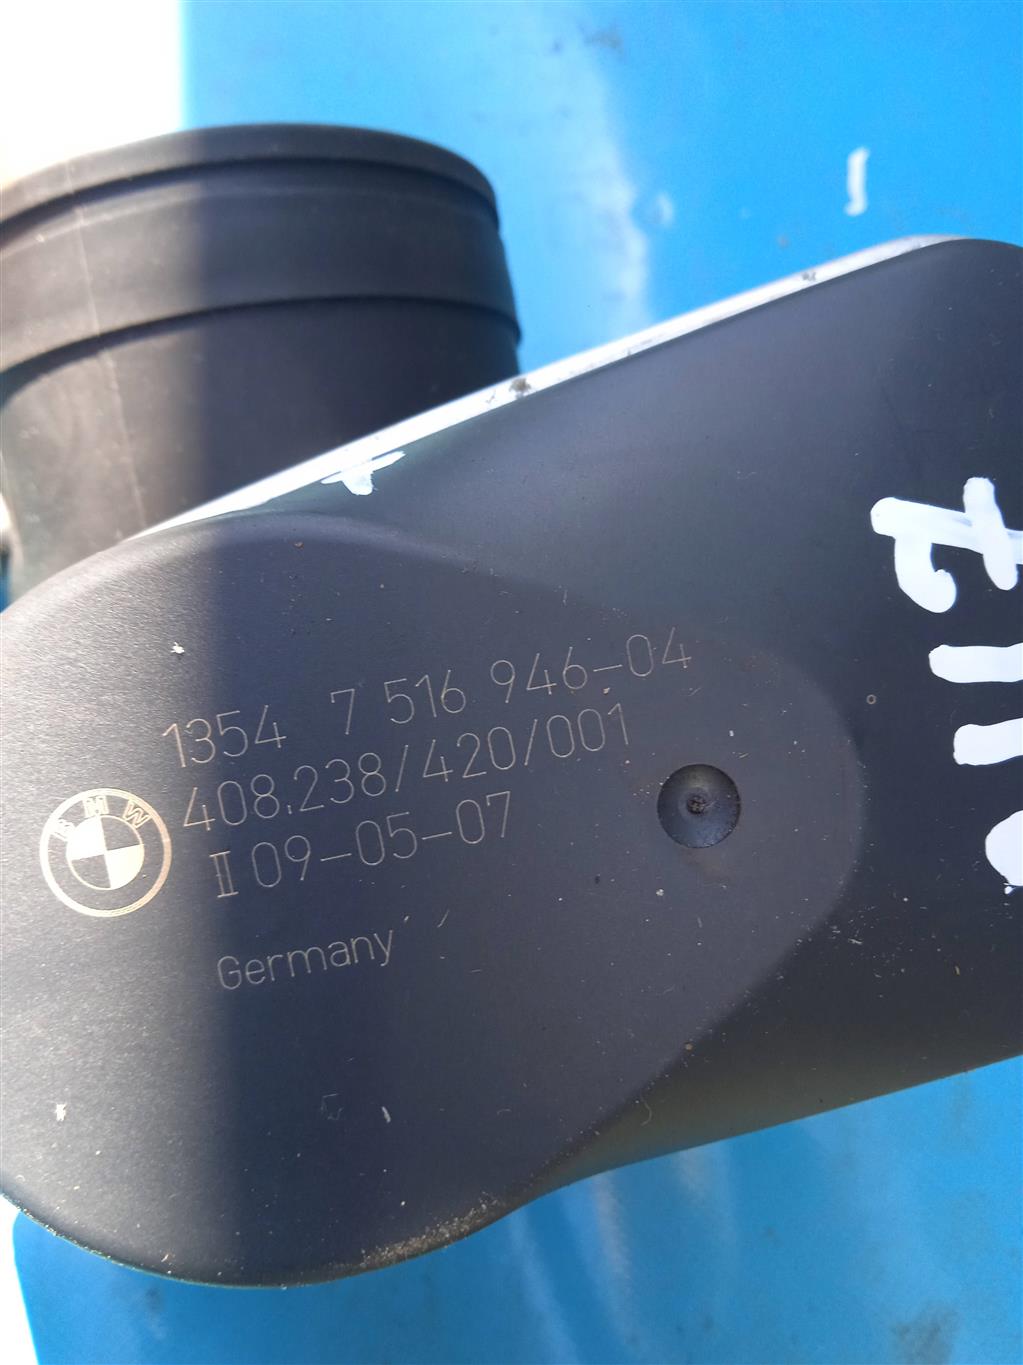 1354 7 516 946-04
408.238/420/001
II 09-05-07
BMW
Germany